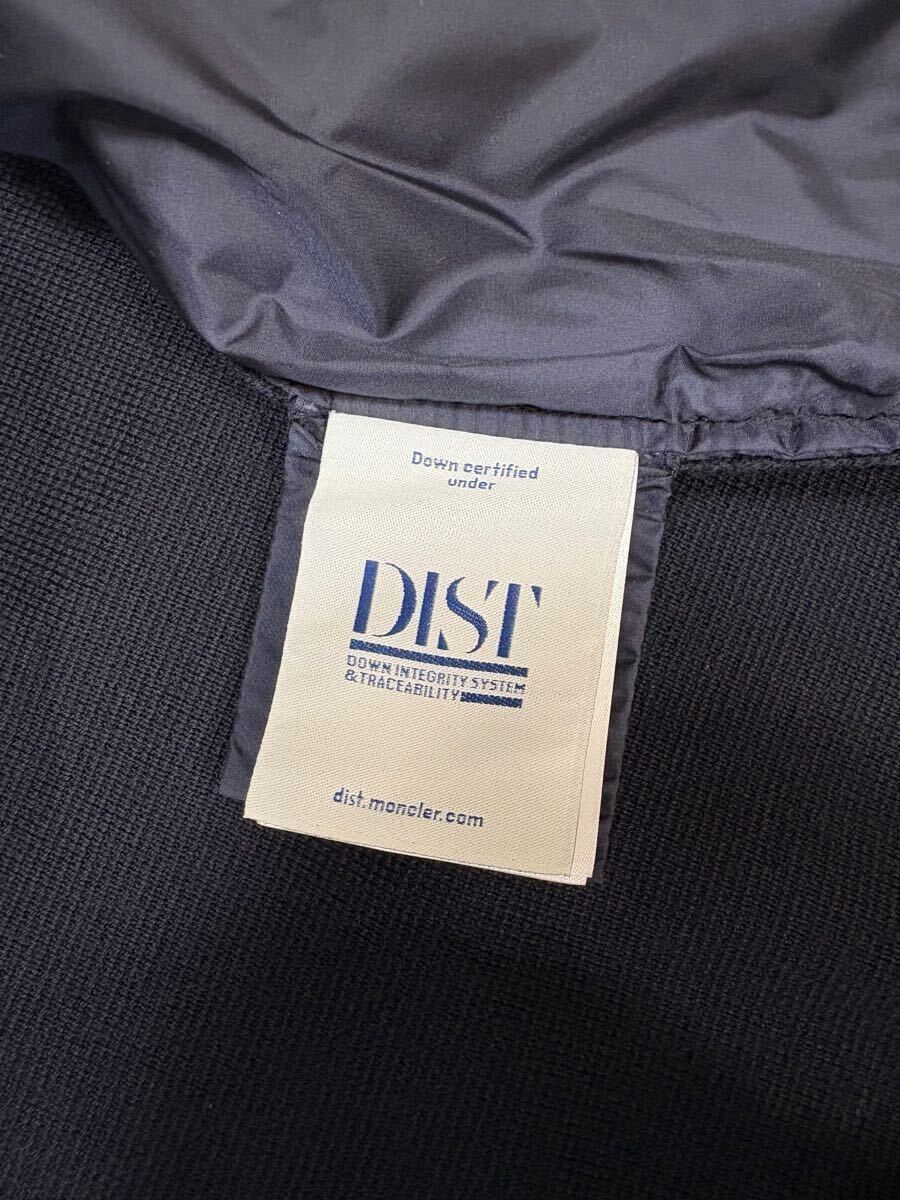 Down certified
under
DIST
DOWN INTEGRITY SYSTEM
&TRACEABILITY
dist.moncler.com